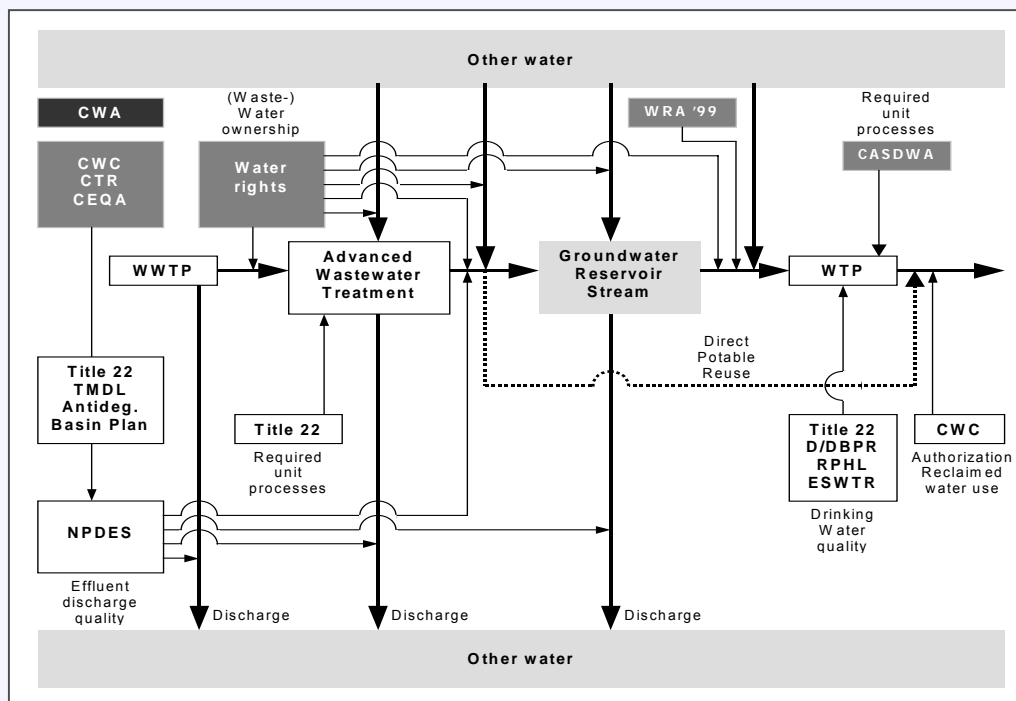 Other water
CWA
(Waste-)
Water
ownership
WRA '99
Required
unit
processes
CASDWA
CWC
CTR
CEQA
Water
rights
WWTP
Advanced
Wastewater
Treatment
Groundwater
Reservoir
Stream
WTP
Direct
Potable
Reuse
Title 22
TMDL
Antideg.
Basin Plan
Title 22
Required
unit
processes
Title 22
D/DBPR
RPHL
ESWTR
Drinking
Water
quality
CWC
Authorization
Reclaimed
water use
NPDES
Effluent
discharge
quality
Discharge
Discharge
Discharge
Other water